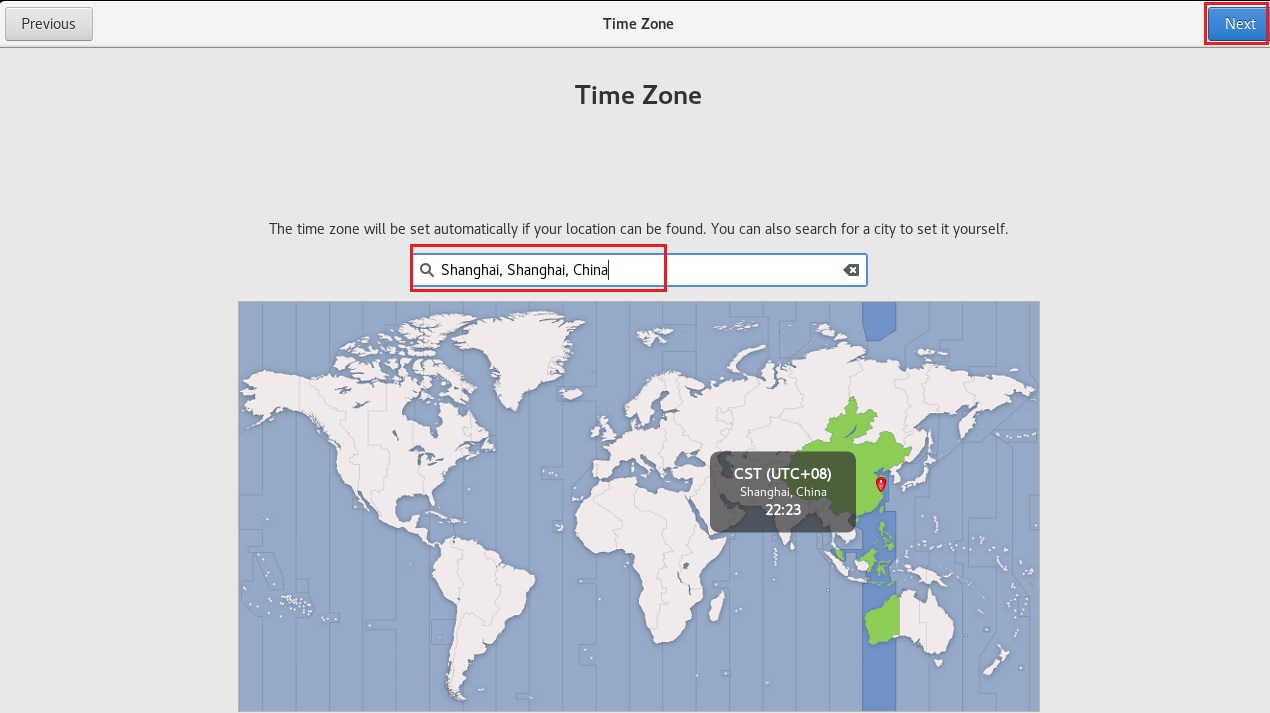 Previous
Time Zone
Next
Time Zone
The time zone will be set automatically if your location can be found. You can also search for a city to set it yourself.
Shanghai, Shanghai, China
CST (UTC+08)
Shanghai, China
22:23